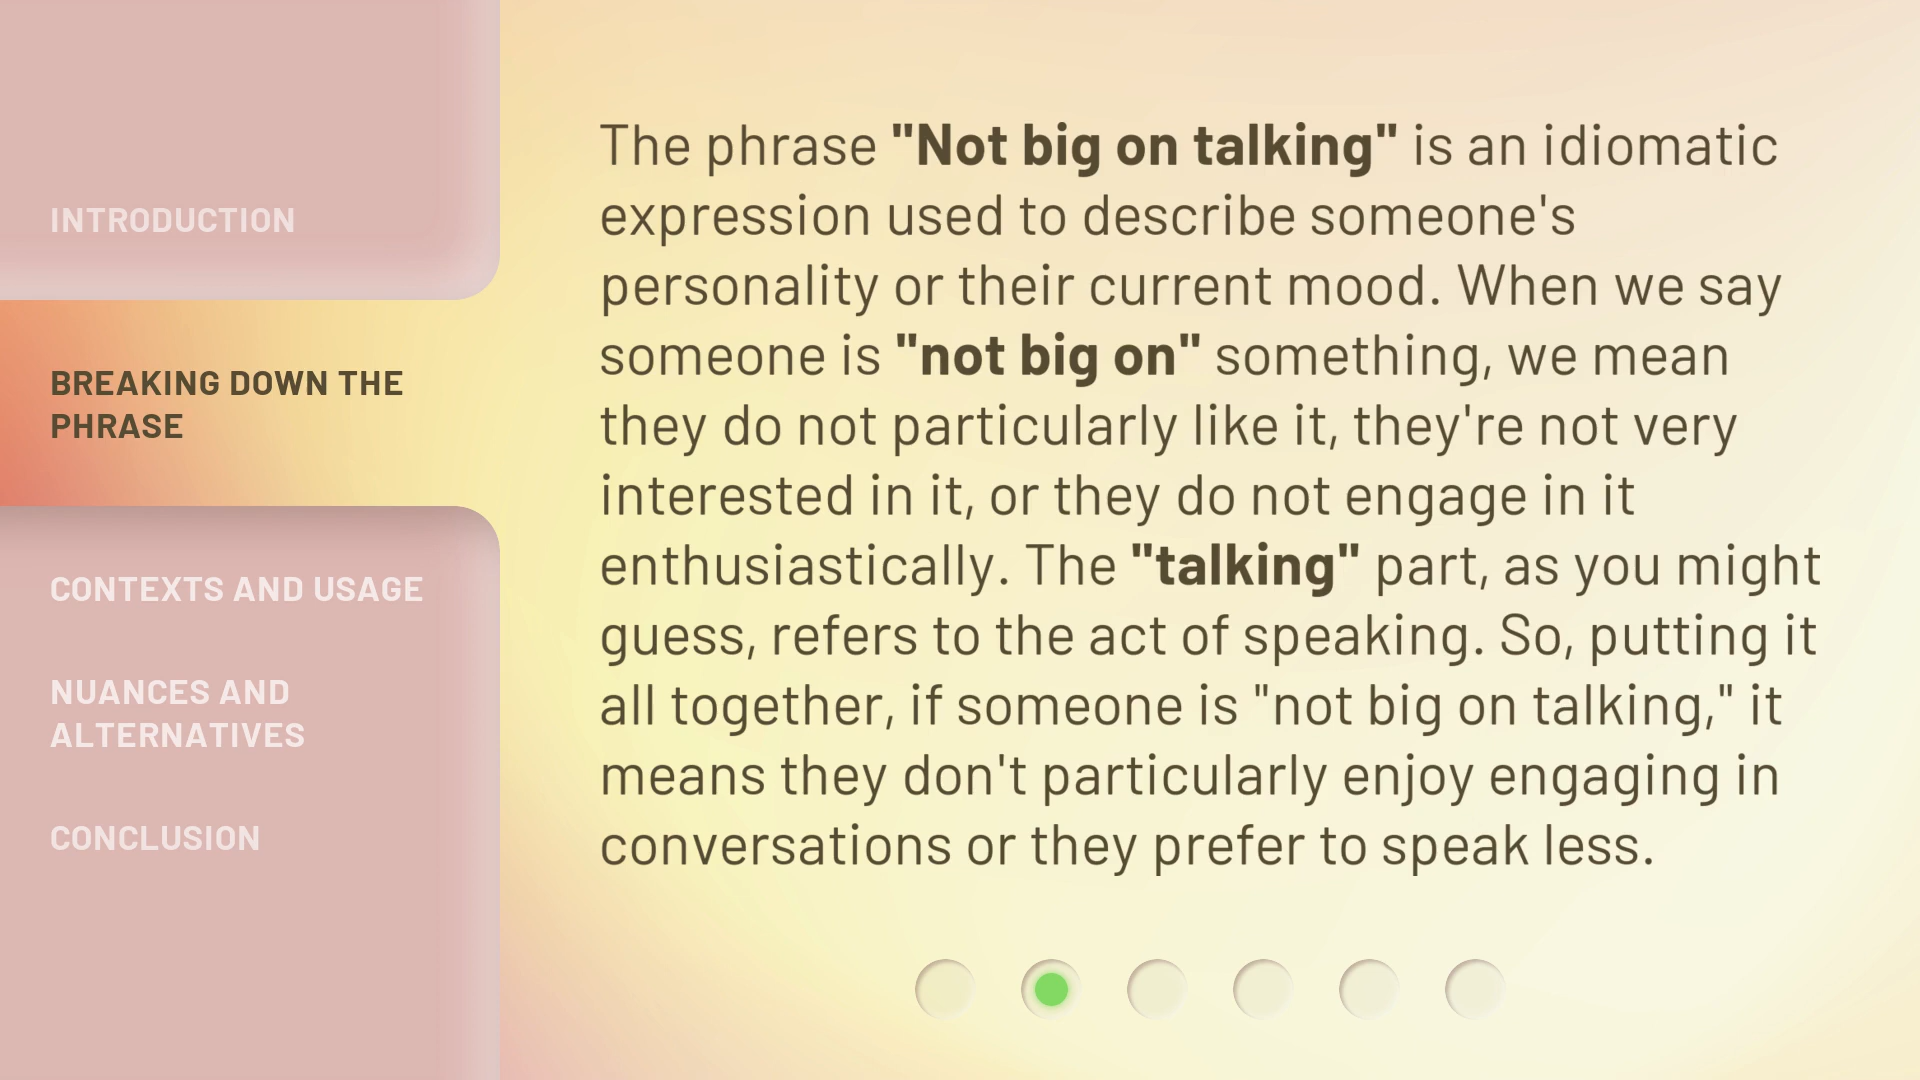 INTRODUCTION
BREAKING DOWN THE
PHRASE
CONTEXTS AND USAGE
NUANCES AND
ALTERNATIVES
CONCLUSION
The phrase "Not big on talking" is an idiomatic
expression used to describe someone's
personality or their current mood. When we say
someone is "not big on" something, we mean
they do not particularly like it, they're not very
interested in it, or they do not engage in it
enthusiastically. The "talking" part, as you might
guess, refers to the act of speaking. So, putting it
all together, if someone is "not big on talking," it
means they don't particularly enjoy engaging in
conversations or they prefer to speak less.